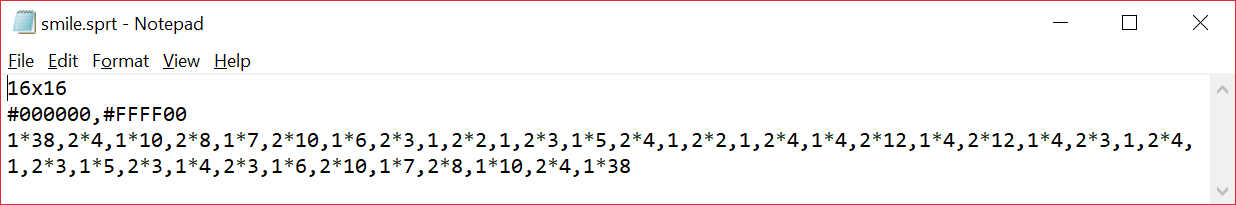 smile.sprt - Notepad
File Edit Format View Help
16x16
#000000,#FFFF00
1*38,2*4,1*10,2*8,1*7,2*10,1*6,2*3,1,2*2,1,2*3,1*5,2*4,1,2*2,1,2*4,1*4,2*12,1*4,2*12,1*4,2*3,1,2*4,
1,2*3,1*5,2*3,1*4,2*3,1*6,2*10,1*7,2*8,1*10,2*4,1*38